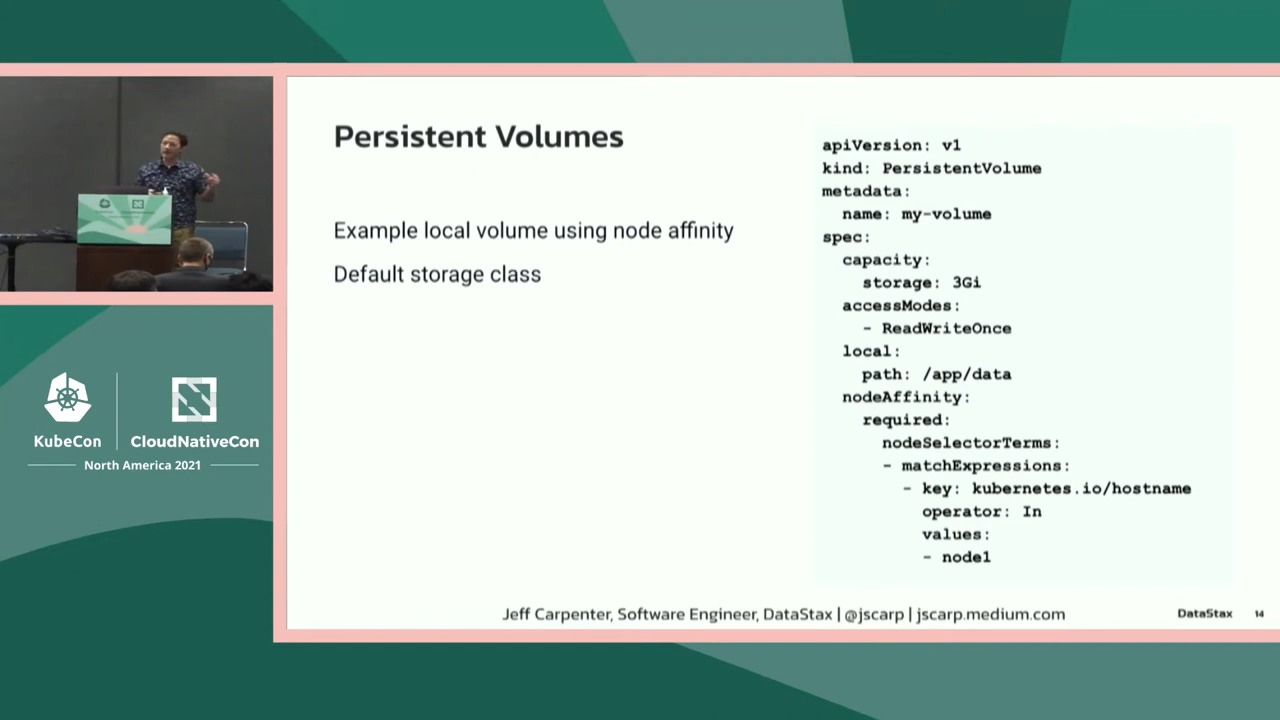 Persistent Volumes
Example local volume using node affinity
Default storage class
apiVersion: v1
kind: PersistentVolume
metadata:
  name: my-volume
spec:
  capacity:
    storage: 3Gi
  accessModes:
    - ReadWriteOnce
  local:
    path: /app/data
  nodeAffinity:
    required:
      nodeSelectorTerms:
      - matchExpressions:
        - key: kubernetes.io/hostname
          operator: In
          values:
          - node1
Jeff Carpenter, Software Engineer, DataStax | @jscarp | jscarp.medium.com
DataStax 14
KubeCon
CloudNativeCon
North America 2021